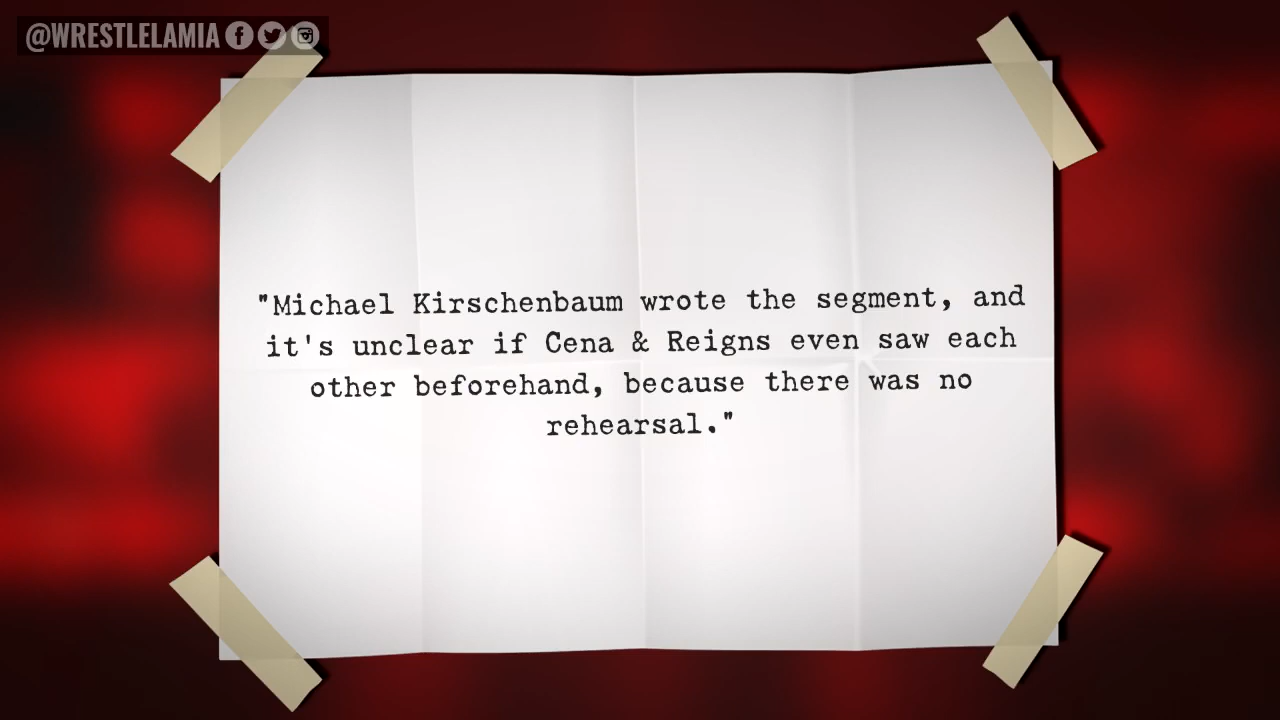 @WRESTLELAMIA
"Michael Kirschenbaum wrote the segment, and
it's unclear if Cena & Reigns even saw each
other beforehand, because there was no
rehearsal."